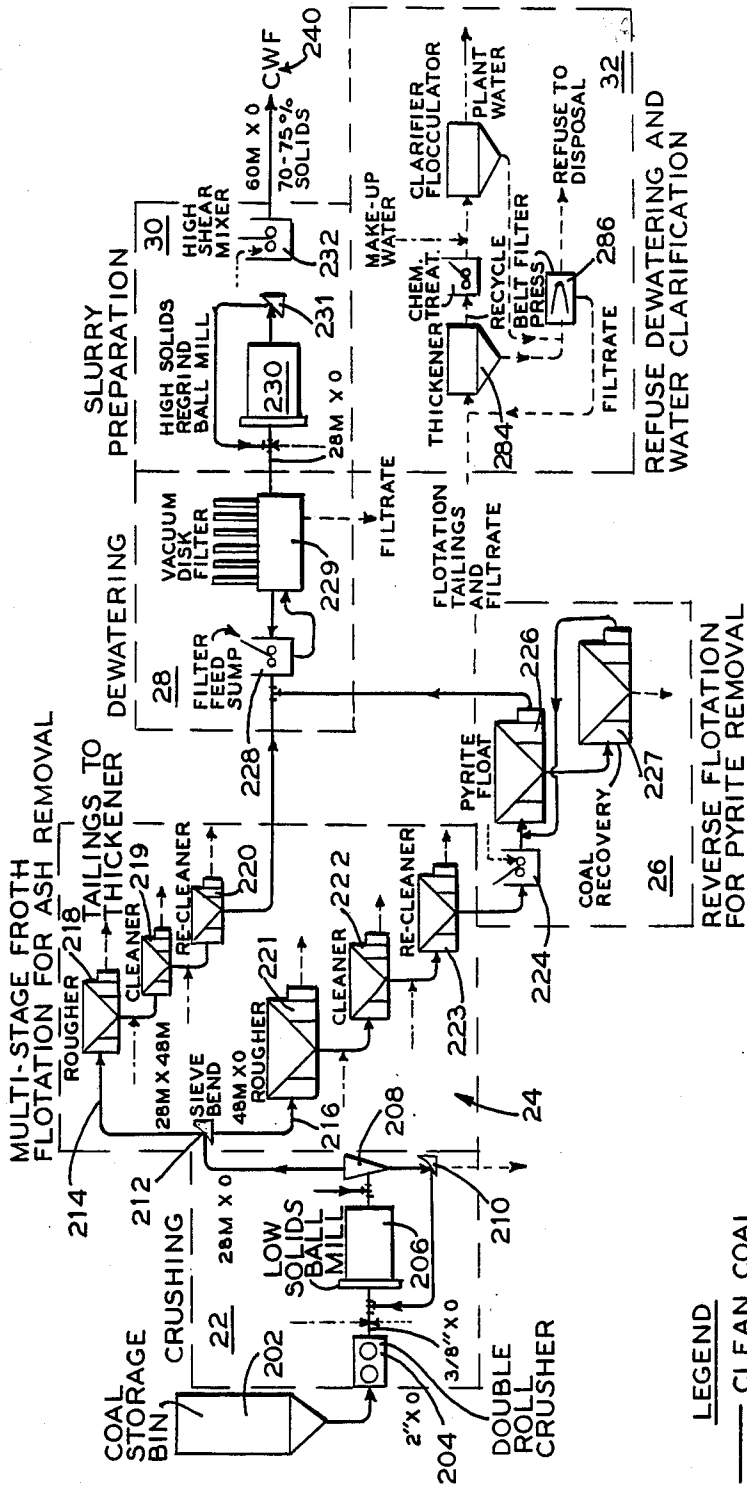 MULTI-STAGE FROTH
FLOTATION FOR ASH REMOVAL
214
ROUGHER
218
TAILINGS TO
THICKENER
CLEANER
219
RE-CLEANER
220
28M X 48M
SIEVE
BEND
212
48M X0
ROUGHER
221
216
CLEANER
222
RE-CLEANER
223
24
COAL
STORAGE
BIN
202
CRUSHING
22
28M X 0
LOW
SOLIDS
BALL
MILL
206
208
210
2"X 0
204
3/8"X 0
DOUBLE
ROLL
CRUSHER
DEWATERING
28
FILTER
FEED
SUMP
228
VACUUM
DISK
FILTER
229
FILTRATE
SLURRY
PREPARATION
HIGH SOLIDS
REGRIND
BALL MILL
230
231
28M X 0
30
HIGH
SHEAR
MIXER
232
60M X 0
70-75%
SOLIDS
CWF
240
FLOTATION
TAILINGS
AND
FILTRATE
PYRITE
FLOAT
226
224
COAL
RECOVERY
227
26
REVERSE FLOTATION
FOR PYRITE REMOVAL
THICKENER
284
CHEM.
TREAT.
MAKE-UP
WATER
CLARIFIER
FLOCCULATOR
PLANT
WATER
RECYCLE
BELT FILTER
PRESS
286
REFUSE TO
DISPOSAL
FILTRATE
32
REFUSE DEWATERING AND
WATER CLARIFICATION
LEGEND
CLEAN COAL